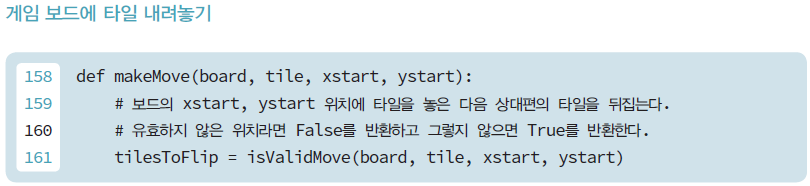 게임 보드에 타일 내려놓기
158 def makeMove(board, tile, xstart, ystart):
159     # 보드의 xstart, ystart 위치에 타일을 놓은 다음 상대편의 타일을 뒤집는다.
160     # 유효하지 않은 위치라면 False를 반환하고 그렇지 않으면 True를 반환한다.
161     tilesToFlip = isValidMove(board, tile, xstart, ystart)